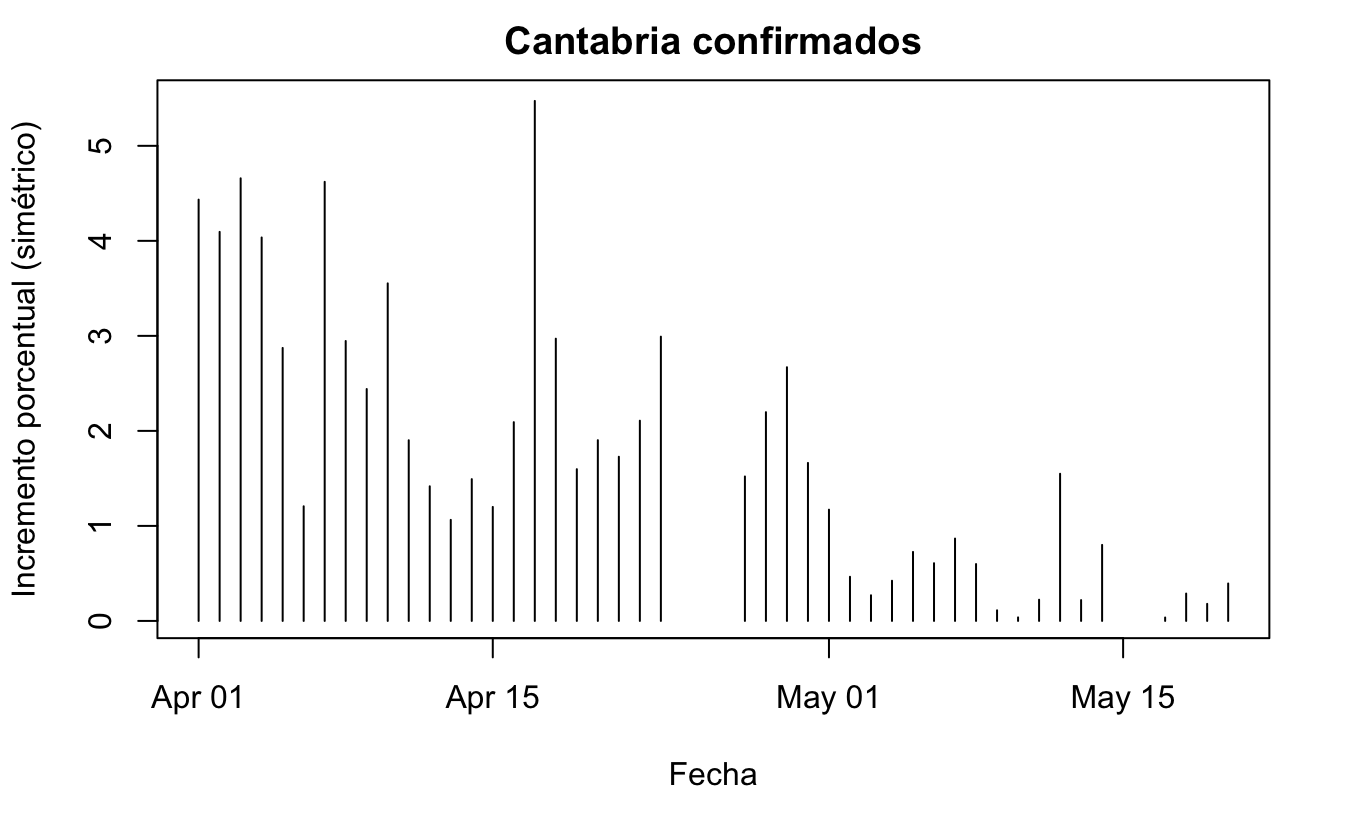 Cantabria confirmados
Incremento porcentual (simétrico)
5
4
3
2
1
0
Apr 01
Apr 15
May 01
May 15
Fecha